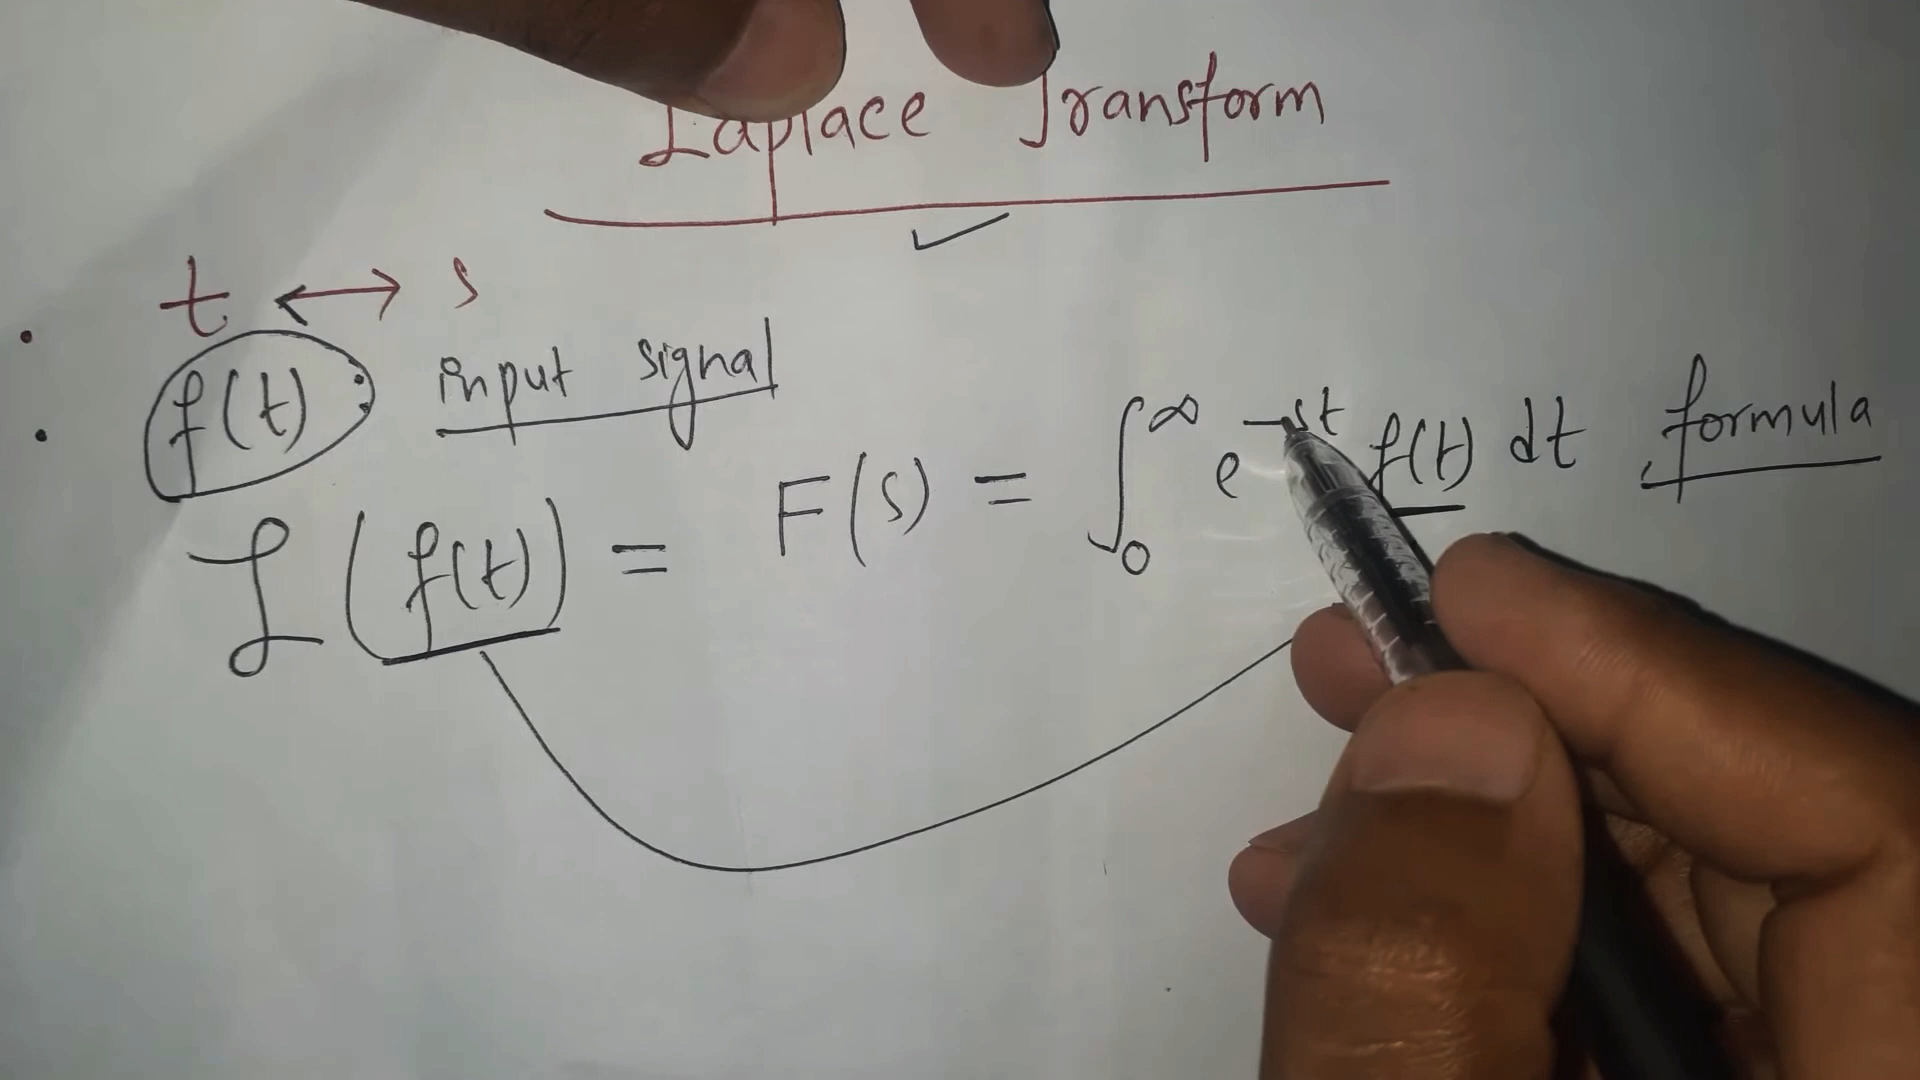 Laplace Transform
t ↔ s
f(t) : input signal
ℒ(f(t)) = F(s) = ∫₀^∞ e^-st f(t) dt formula